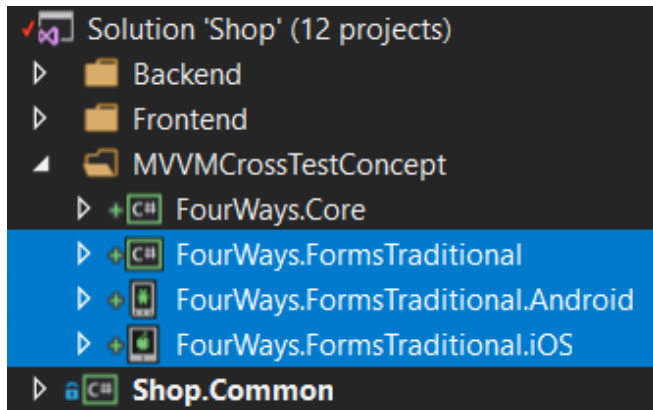 Solution 'Shop' (12 projects)
Backend
Frontend
MVVMCrossTestConcept
C# FourWays.Core
C# FourWays.FormsTraditional
FourWays.FormsTraditional.Android
FourWays.FormsTraditional.iOS
C# Shop.Common